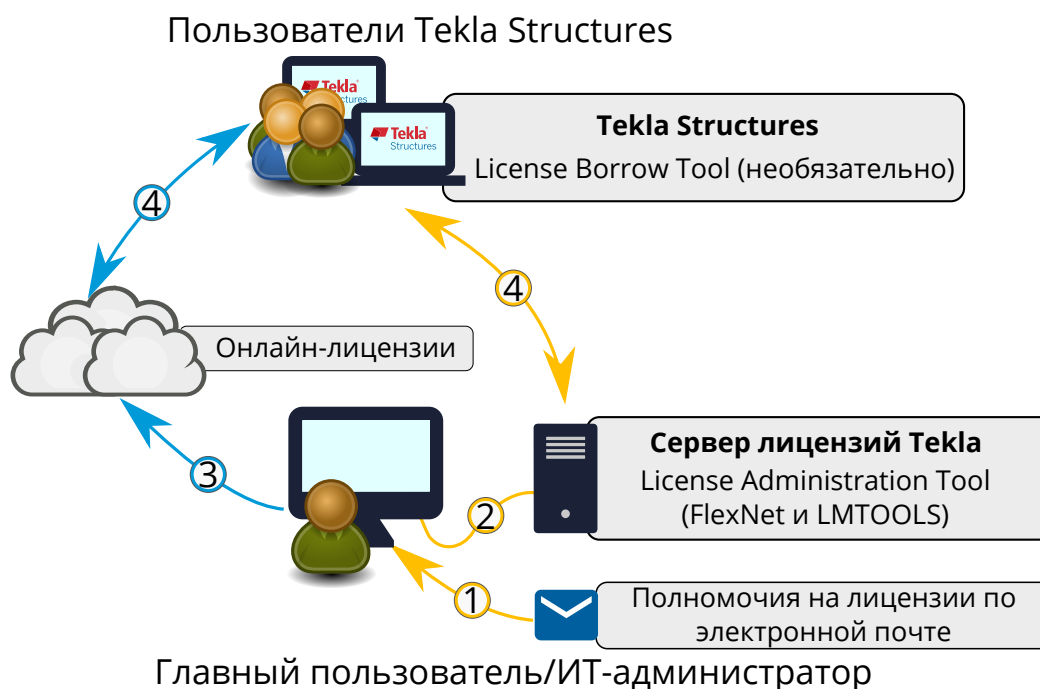 Пользователи Tekla Structures
Tekla
Structures
Tekla
Structures
Tekla Structures
License Borrow Tool (необязательно)
4
4
Онлайн-лицензии
3
2
Сервер лицензий Tekla
License Administration Tool
(FlexNet и LMTOOLS)
1
Полномочия на лицензии по
электронной почте
Главный пользователь/ИТ-администратор